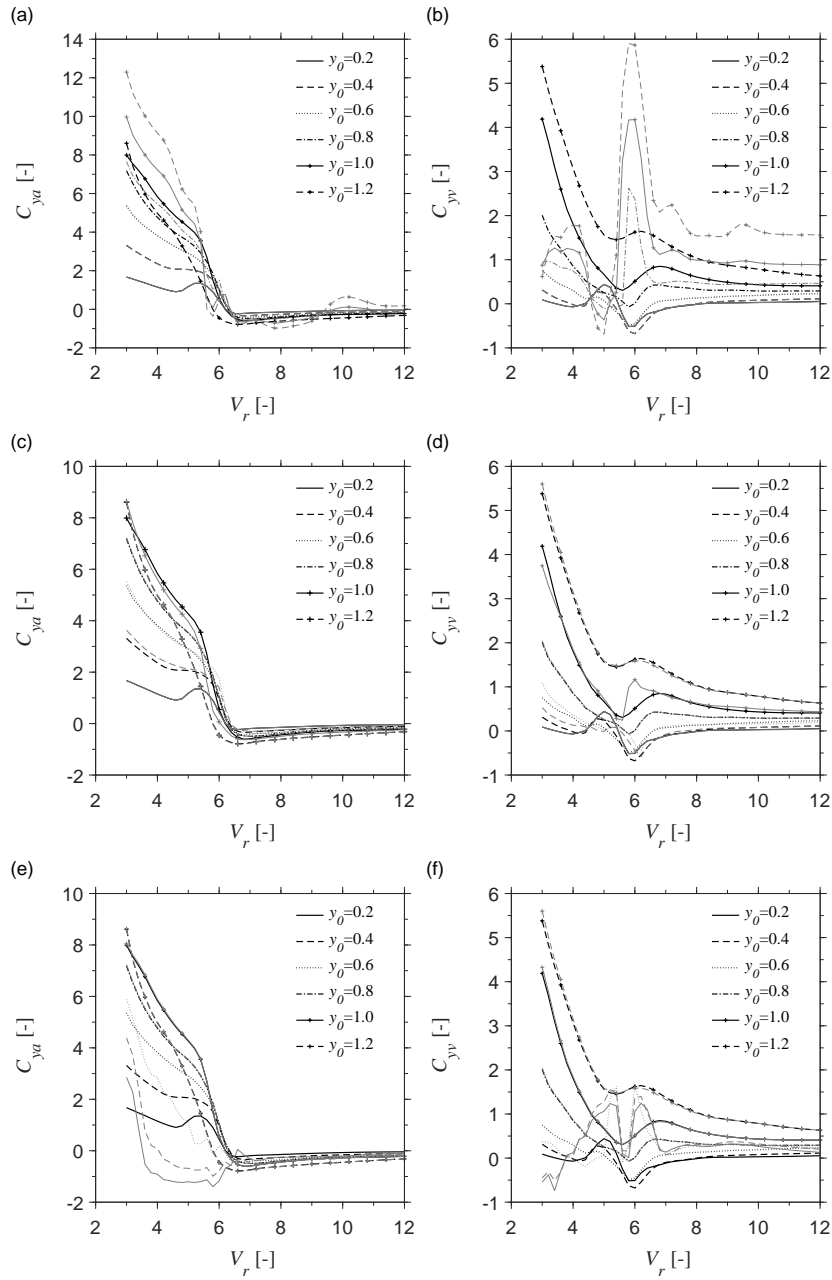 (a)
14
12
10
8
6
4
2
0
-2
2 4 6 8 10 12
C_ya [-]
V_r [-]
y_0=0.2
y_0=0.4
y_0=0.6
y_0=0.8
y_0=1.0
y_0=1.2
(b)
6
5
4
3
2
1
0
-1
2 4 6 8 10 12
C_yv [-]
V_r [-]
y_0=0.2
y_0=0.4
y_0=0.6
y_0=0.8
y_0=1.0
y_0=1.2
(c)
10
8
6
4
2
0
-2
2 4 6 8 10 12
C_ya [-]
V_r [-]
y_0=0.2
y_0=0.4
y_0=0.6
y_0=0.8
y_0=1.0
y_0=1.2
(d)
6
5
4
3
2
1
0
-1
2 4 6 8 10 12
C_yv [-]
V_r [-]
y_0=0.2
y_0=0.4
y_0=0.6
y_0=0.8
y_0=1.0
y_0=1.2
(e)
10
8
6
4
2
0
-2
2 4 6 8 10 12
C_ya [-]
V_r [-]
y_0=0.2
y_0=0.4
y_0=0.6
y_0=0.8
y_0=1.0
y_0=1.2
(f)
6
5
4
3
2
1
0
-1
2 4 6 8 10 12
C_yv [-]
V_r [-]
y_0=0.2
y_0=0.4
y_0=0.6
y_0=0.8
y_0=1.0
y_0=1.2